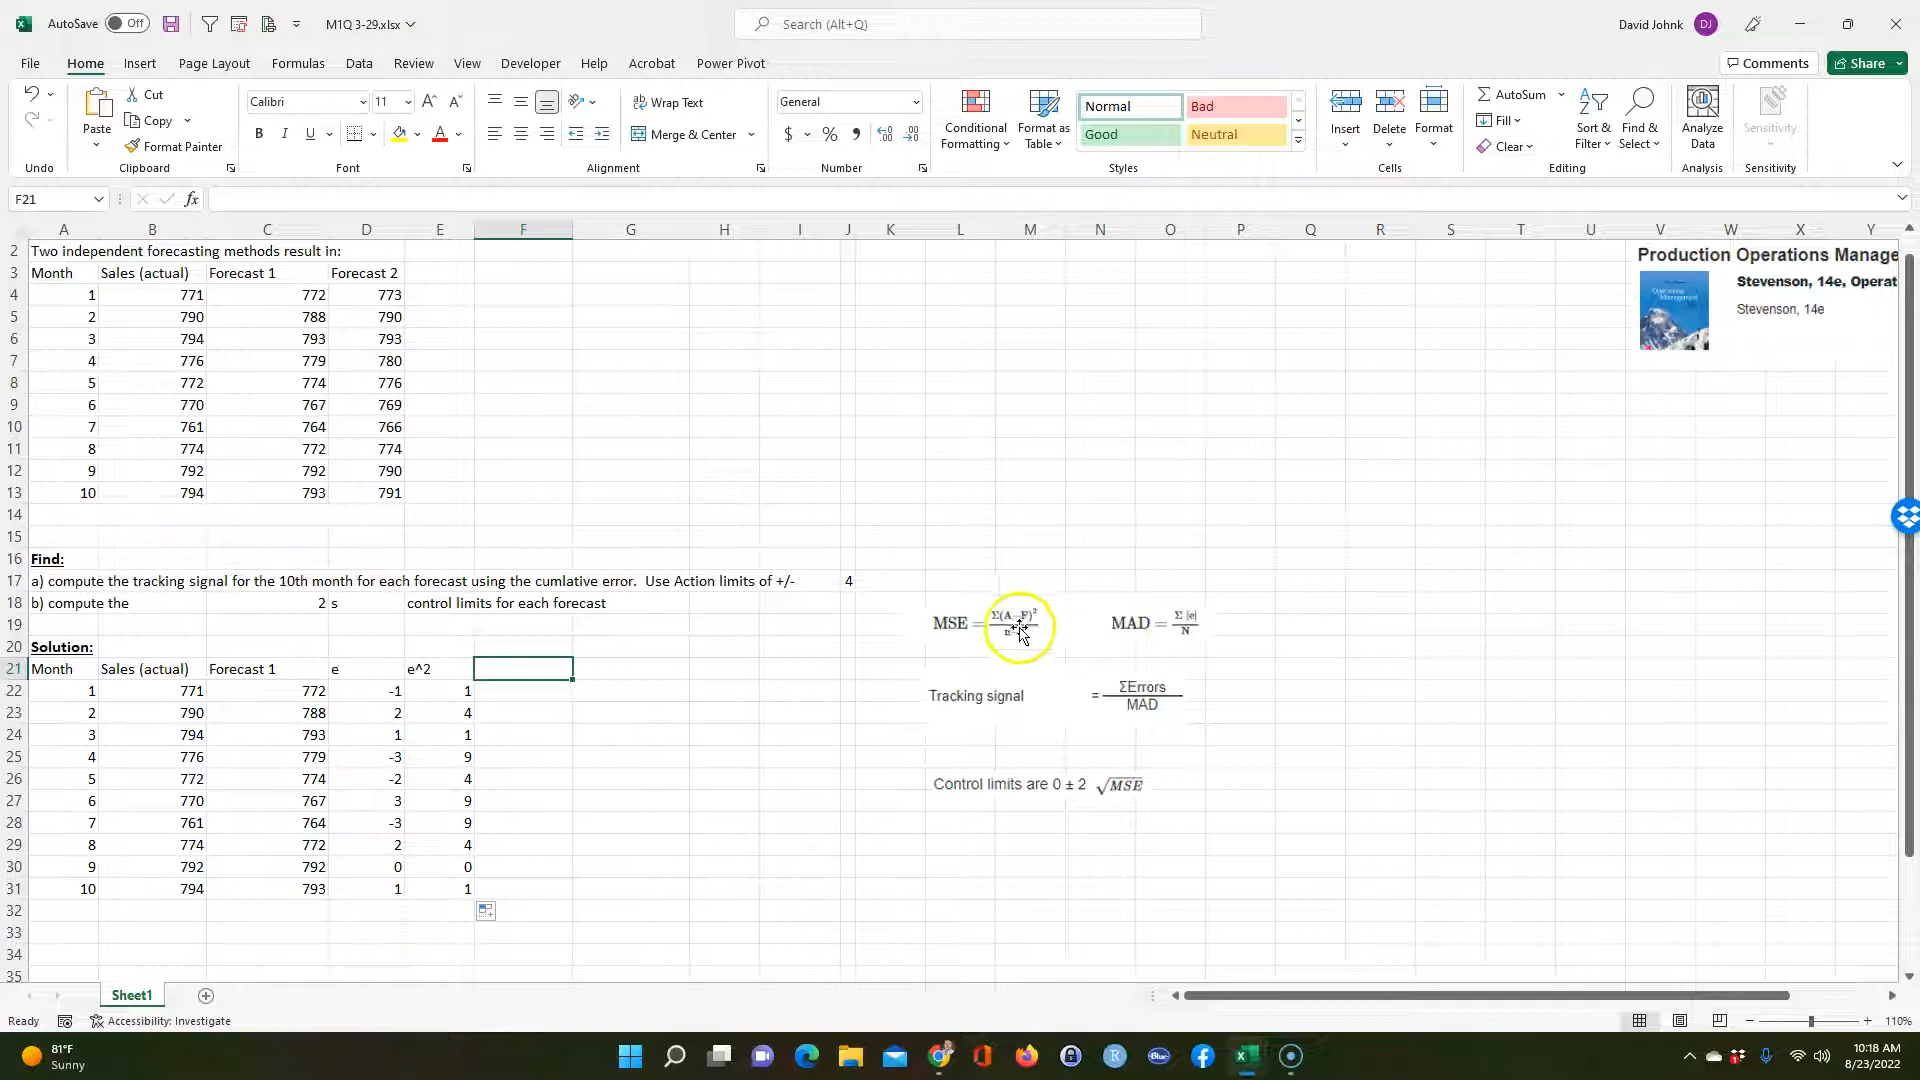 AutoSave Off M1Q 3-29.xlsx Search (Alt+Q) David Johnk DJ
File Home Insert Page Layout Formulas Data Review View Developer Help Acrobat Power Pivot Comments Share
Cut Calibri 11 Wrap Text General Normal Bad AutoSum
Paste Copy Conditional Formatting Format as Table Good Neutral Insert Delete Format Fill Sort & Filter Find & Select Analyze Data Sensitivity
Format Painter B I U A Merge & Center $ % Clear
Undo Clipboard Font Alignment Number Styles Cells Editing Analysis Sensitivity
F21 fx
A B C D E F G H I J K L M N O P Q R S T U V W X Y
2 Two independent forecasting methods result in: Production Operations Manage
3 Month Sales (actual) Forecast 1 Forecast 2 Stevenson, 14e, Operat
4 1 771 772 773 Stevenson, 14e
5 2 790 788 790
6 3 794 793 793
7 4 776 779 780
8 5 772 774 776
9 6 770 767 769
10 7 761 764 766
11 8 774 772 774
12 9 792 792 790
13 10 794 793 791
14
15
16 Find:
17 a) compute the tracking signal for the 10th month for each forecast using the cumlative error. Use Action limits of +/- 4
18 b) compute the 2 s control limits for each forecast
19 MSE = Σ(A−F)² MAD = Σ |e| / N
20 Solution:
21 Month Sales (actual) Forecast 1 e e^2
22 1 771 772 -1 1 Tracking signal = ΣErrors / MAD
23 2 790 788 2 4
24 3 794 793 1 1
25 4 776 779 -3 9
26 5 772 774 -2 4 Control limits are 0 ± 2 √MSE
27 6 770 767 3 9
28 7 761 764 -3 9
29 8 774 772 2 4
30 9 792 792 0 0
31 10 794 793 1 1
32
33
34
35
Sheet1
Ready Accessibility: Investigate 110%
81°F 10:18 AM
Sunny 8/23/2022